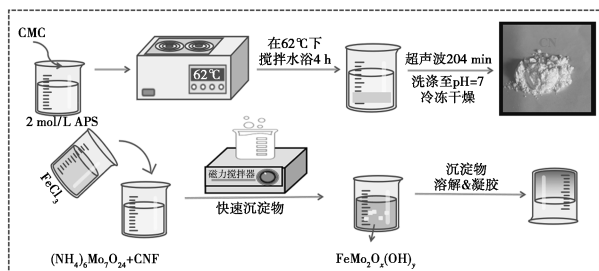 CMC
2 mol/L APS
62℃
在62℃下
搅拌水浴4 h
超声波204 min
洗涤至pH=7
冷冻干燥
CN
FeCl3
(NH4)6Mo7O24+CNF
磁力搅拌器
快速沉淀物
FeMo2Ox(OH)y
沉淀物
溶解&凝胶